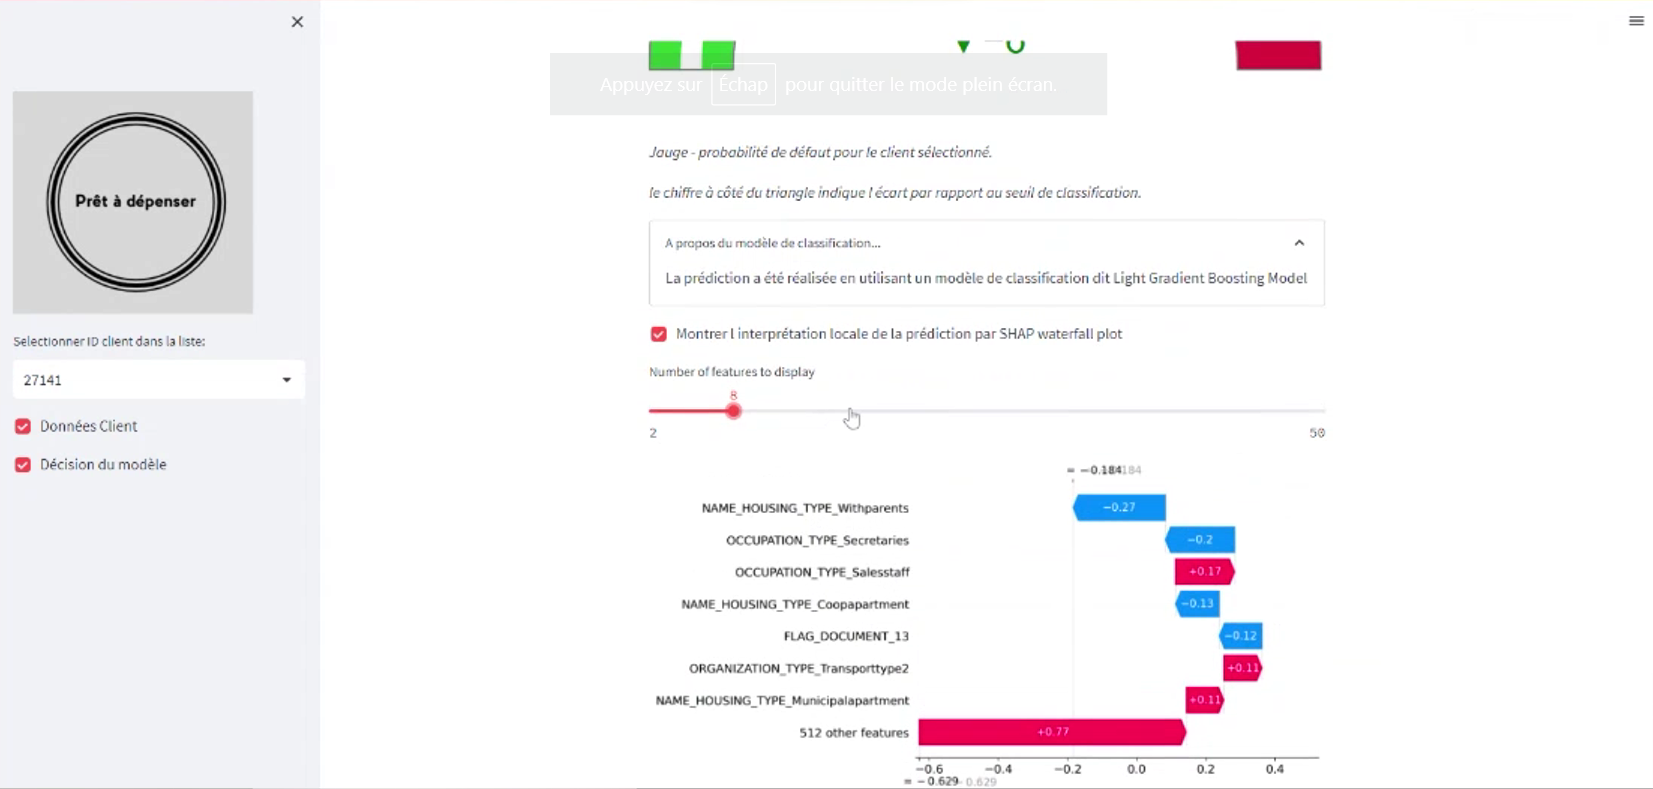 Appuyez sur Échap pour quitter le mode plein écran.
Prêt à dépenser
Selectionner ID client dans la liste:
27141
Données Client
Décision du modèle
Jauge - probabilité de défaut pour le client sélectionné.
le chiffre à côté du triangle indique l écart par rapport au seuil de classification.
A propos du modèle de classification...
La prédiction a été réalisée en utilisant un modèle de classification dit Light Gradient Boosting Model
Montrer l interprétation locale de la prédiction par SHAP waterfall plot
Number of features to display
8
2 50
= −0.184
NAME_HOUSING_TYPE_Withparents −0.27
OCCUPATION_TYPE_Secretaries −0.2
OCCUPATION_TYPE_Salesstaff +0.17
NAME_HOUSING_TYPE_Coopapartment −0.13
FLAG_DOCUMENT_13 −0.12
ORGANIZATION_TYPE_Transporttype2 +0.11
NAME_HOUSING_TYPE_Municipalapartment +0.11
512 other features +0.77
−0.6 −0.4 −0.2 0.0 0.2 0.4
= −0.629